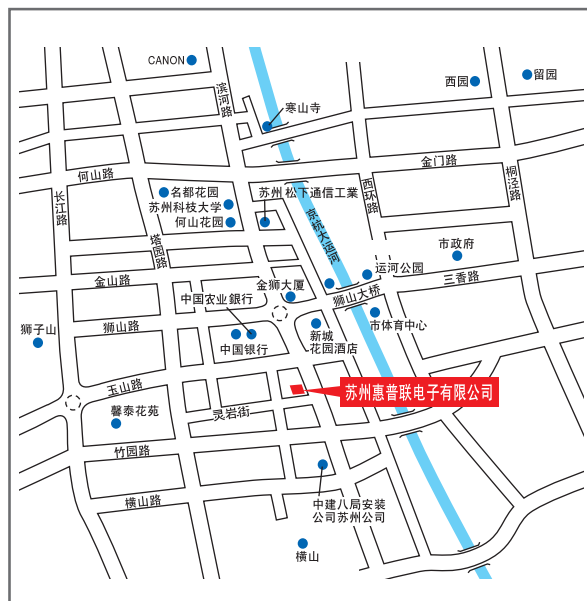 CANON
滨河路
寒山寺
西园
留园
金门路
何山路
名都花园
苏州科枝大学
何山花园
苏州 松下通信工業
西环路
桐泾路
长江路
塔园路
京杭大运河
市政府
运河公园
三香路
金山路
金狮大厦
狮山大桥
中国农业銀行
狮子山
狮山路
中国银行
新城
花园酒店
市体育中心
玉山路
苏州惠普联电子有限公司
馨泰花苑
灵岩街
竹园路
横山路
中建八局安装
公司苏州公司
横山